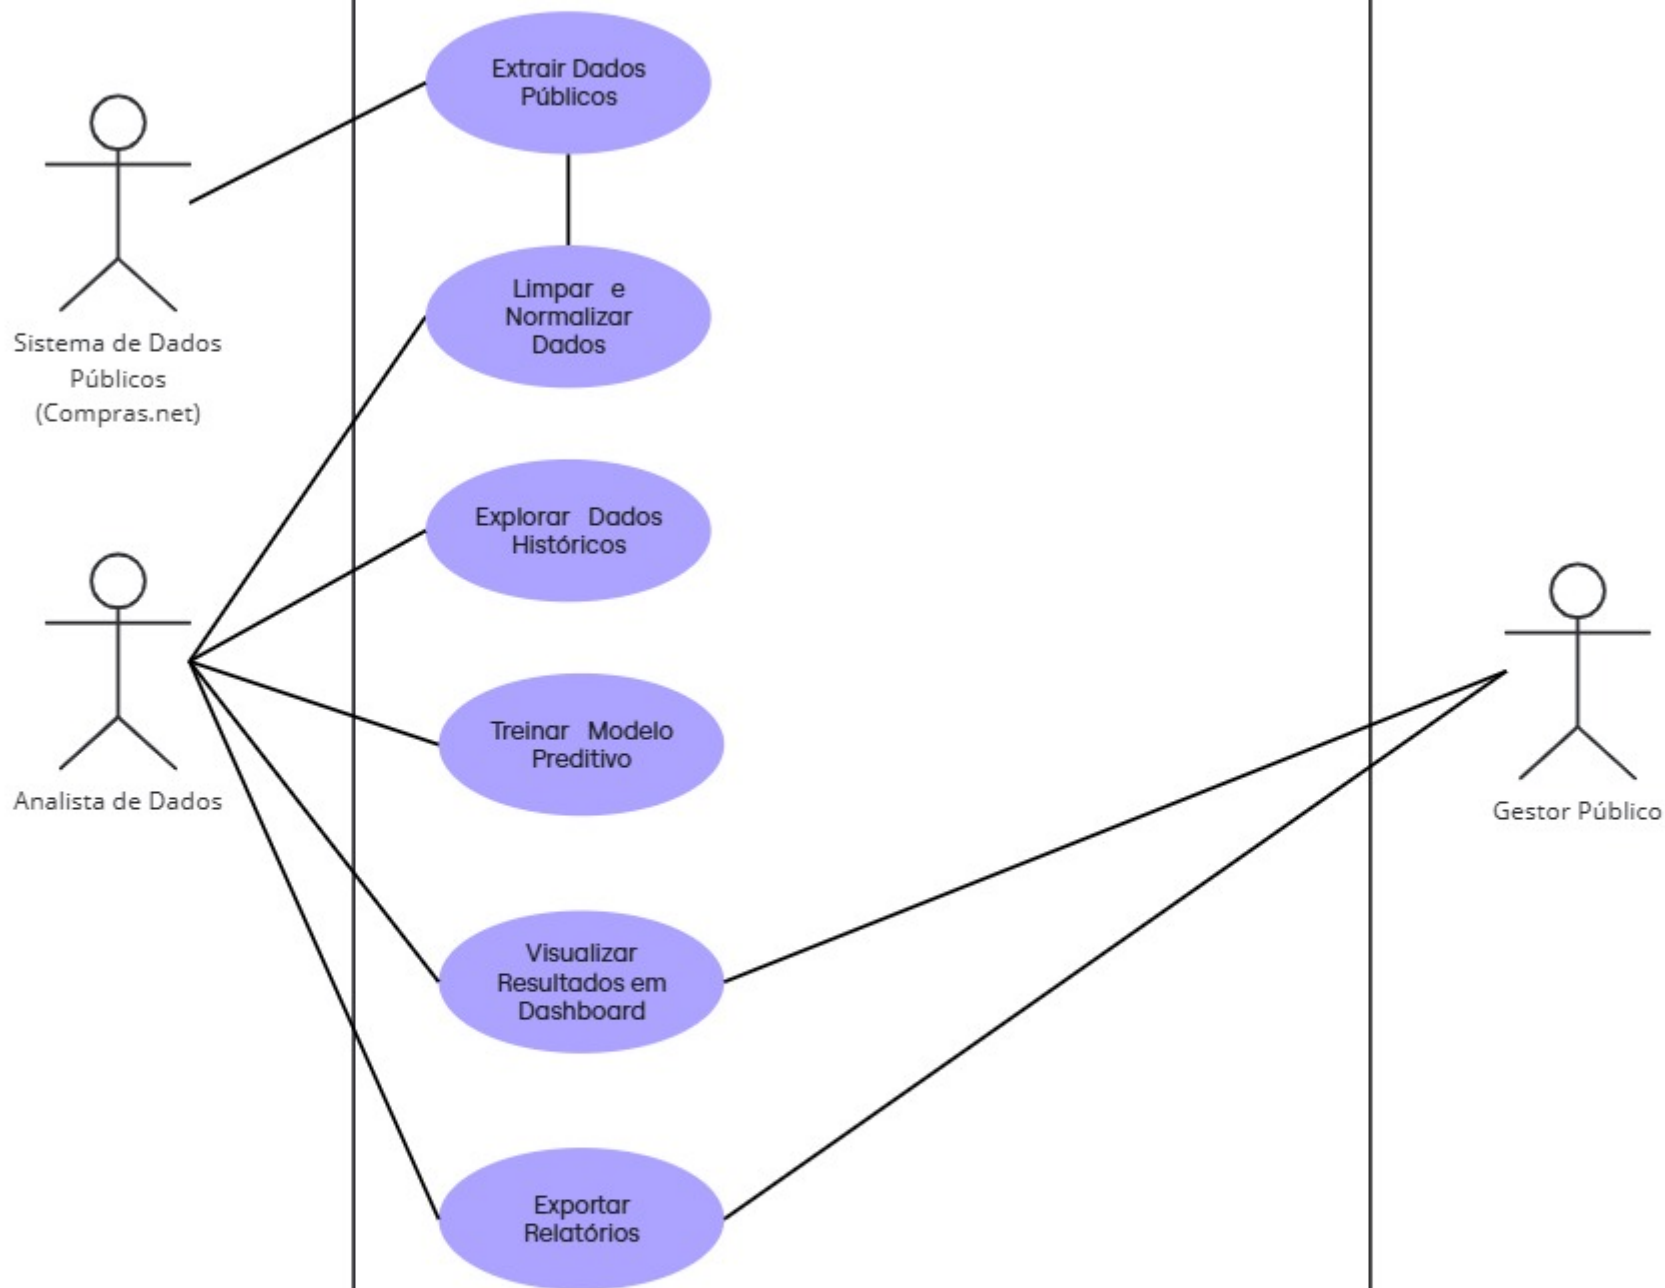 Extrair Dados
Públicos
Sistema de Dados
Públicos
(Compras.net)
Limpar e
Normalizar
Dados
Explorar Dados
Históricos
Analista de Dados
Treinar Modelo
Preditivo
Gestor Público
Visualizar
Resultados em
Dashboard
Exportar
Relatórios